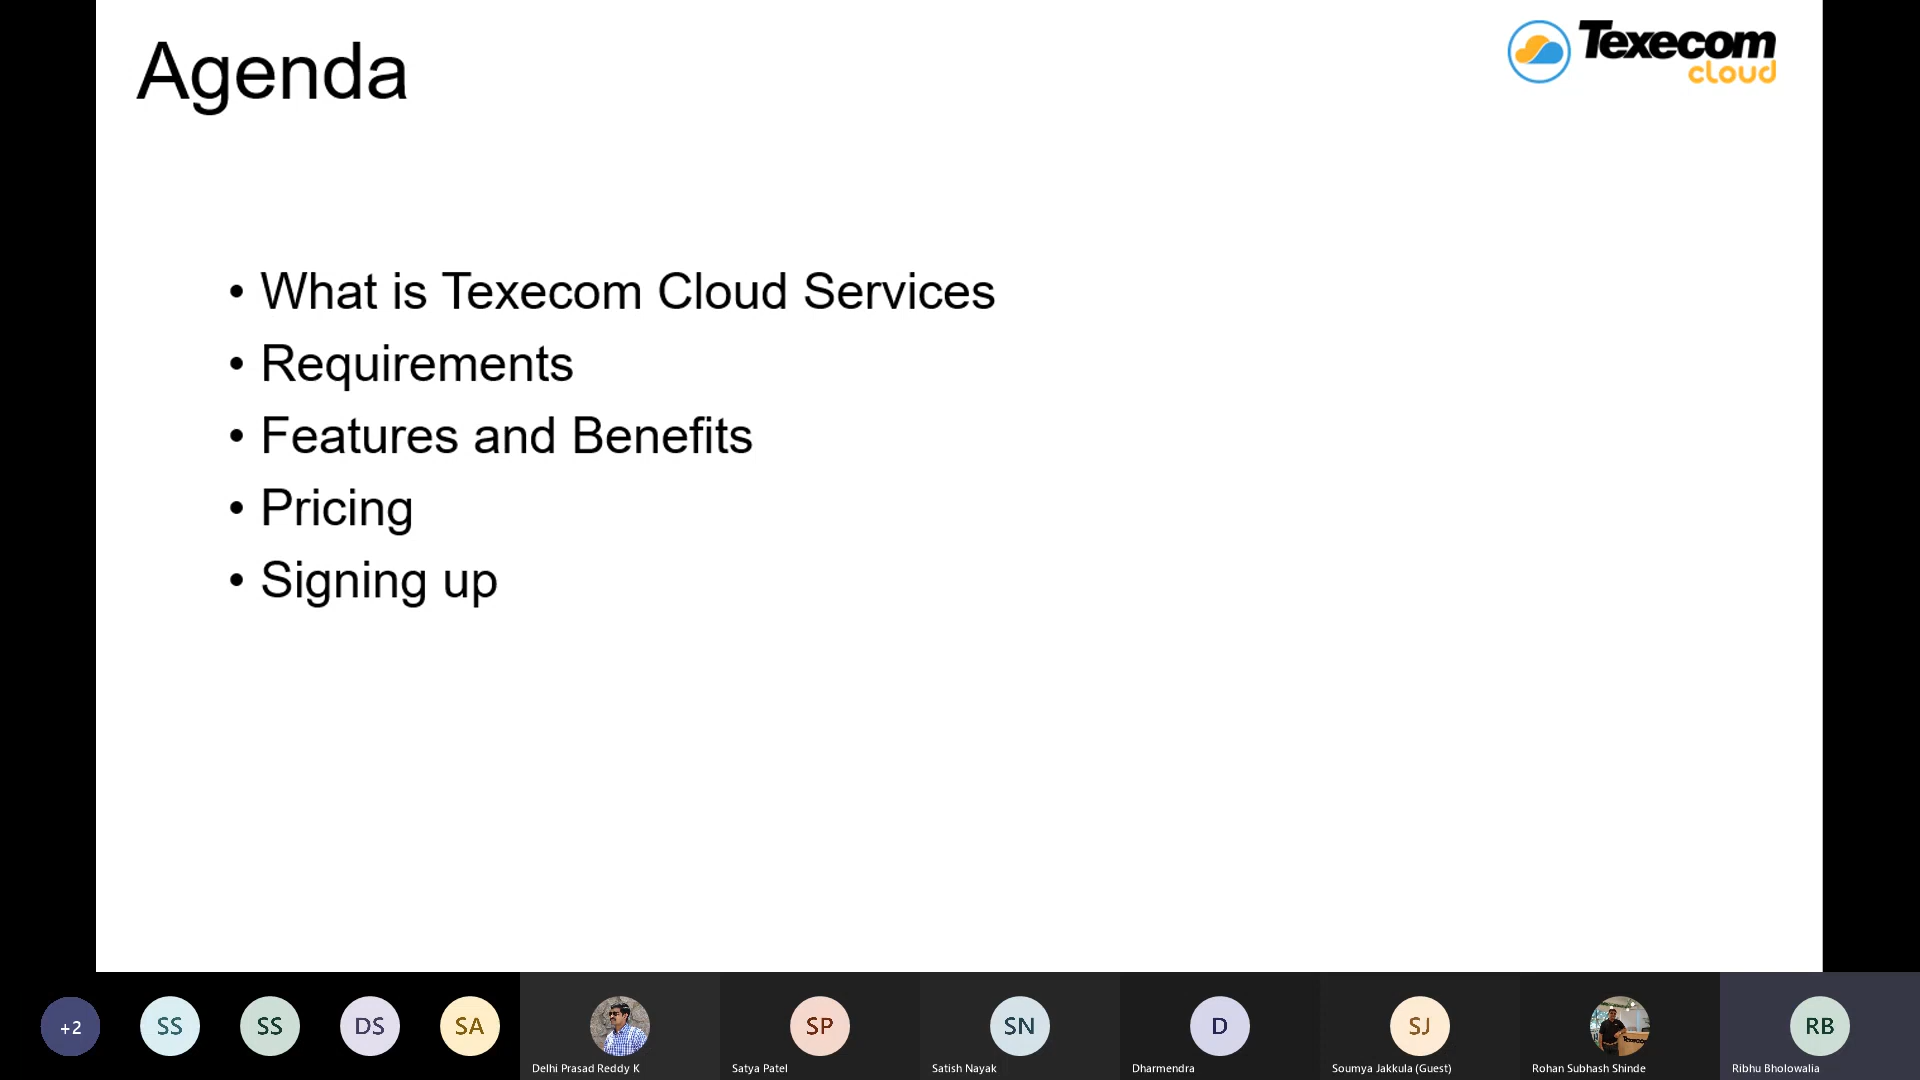 Agenda
Texecom
cloud
• What is Texecom Cloud Services
• Requirements
• Features and Benefits
• Pricing
• Signing up
+2
SS
SS
DS
SA
SP
SN
D
SJ
RB
Delhi Prasad Reddy K
Satya Patel
Satish Nayak
Dharmendra
Soumya Jakkula (Guest)
Rohan Subhash Shinde
Ribhu Bholowalia